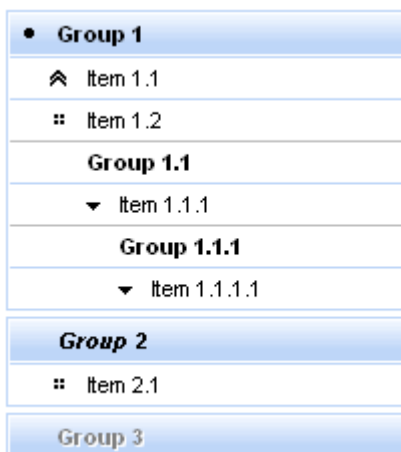 Group 1
Item 1.1
Item 1.2
Group 1.1
Item 1.1.1
Group 1.1.1
Item 1.1.1.1
Group 2
Item 2.1
Group 3